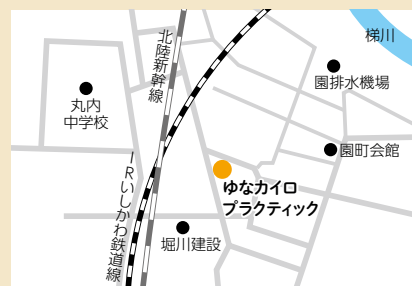 北陸新幹線
梯川
園排水機場
丸内
中学校
園町会館
IRいしかわ鉄道線
ゆなカイロ
プラクティック
堀川建設